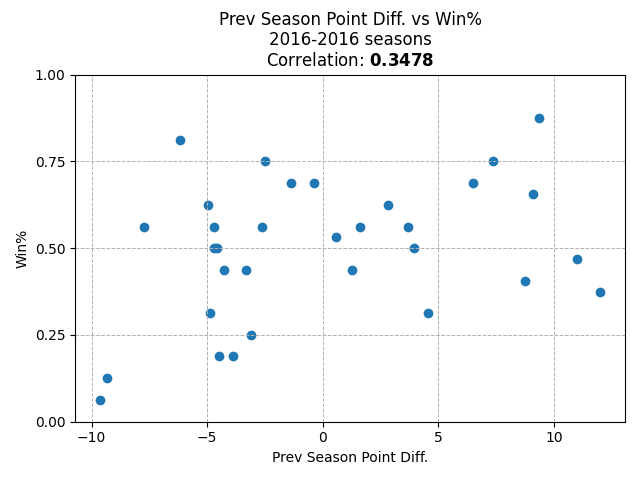 Prev Season Point Diff. vs Win%
2016-2016 seasons
Correlation: 0.3478
1.00
0.75
0.50
0.25
0.00
Win%
−10
−5
0
5
10
Prev Season Point Diff.